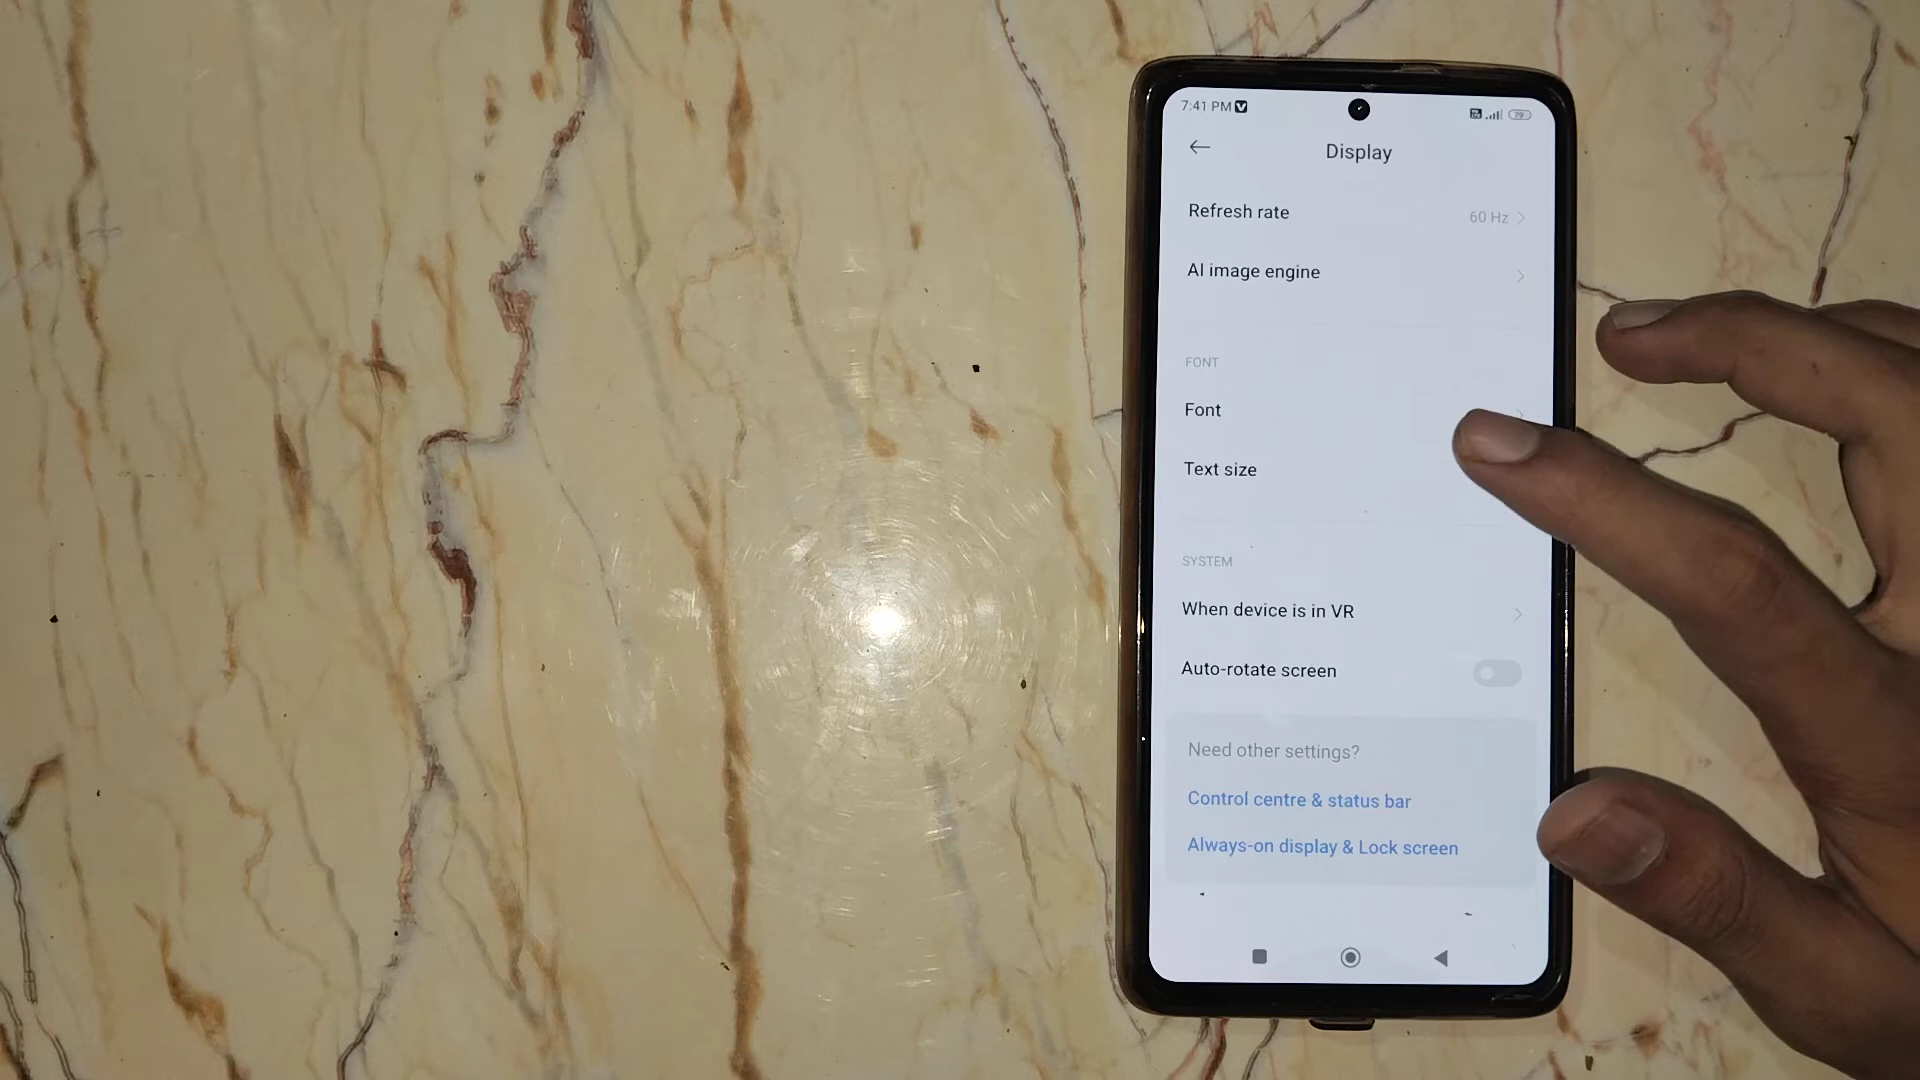 7:41 PM
79
Display
Refresh rate
60 Hz
AI image engine
FONT
Font
Text size
SYSTEM
When device is in VR
Auto-rotate screen
Need other settings?
Control centre & status bar
Always-on display & Lock screen